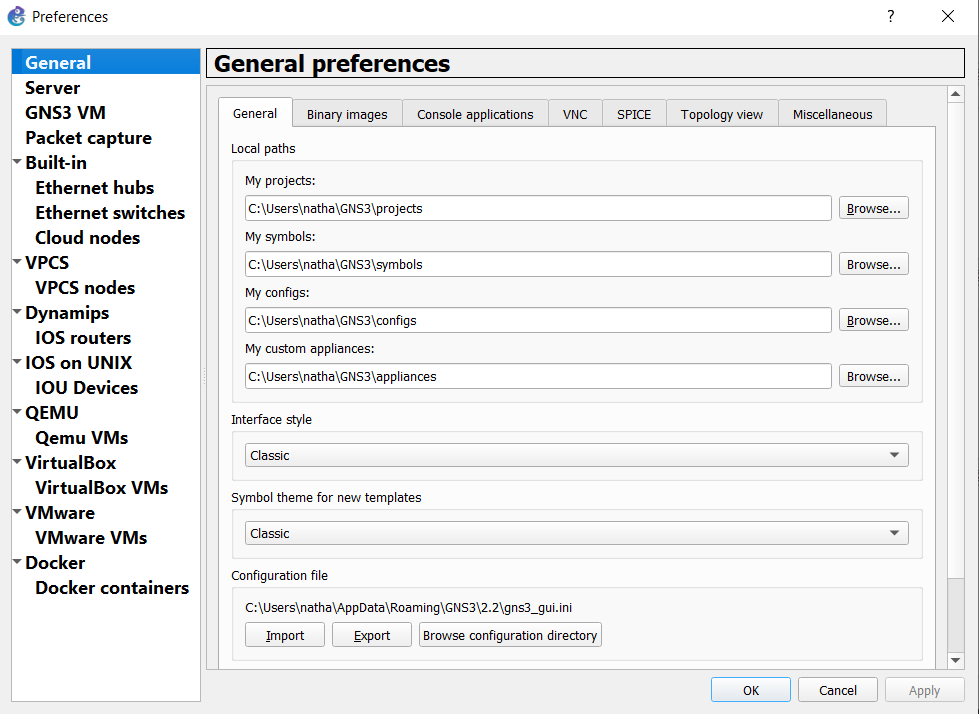 Preferences
?
General
Server
GNS3 VM
Packet capture
Built-in
Ethernet hubs
Ethernet switches
Cloud nodes
VPCS
VPCS nodes
Dynamips
IOS routers
IOS on UNIX
IOU Devices
QEMU
Qemu VMs
VirtualBox
VirtualBox VMs
VMware
VMware VMs
Docker
Docker containers
General preferences
General Binary images Console applications VNC SPICE Topology view Miscellaneous
Local paths
My projects:
C:\Users\natha\GNS3\projects Browse...
My symbols:
C:\Users\natha\GNS3\symbols Browse...
My configs:
C:\Users\natha\GNS3\configs Browse...
My custom appliances:
C:\Users\natha\GNS3\appliances Browse...
Interface style
Classic
Symbol theme for new templates
Classic
Configuration file
C:\Users\natha\AppData\Roaming\GNS3\2.2\gns3_gui.ini
Import Export Browse configuration directory
OK Cancel Apply